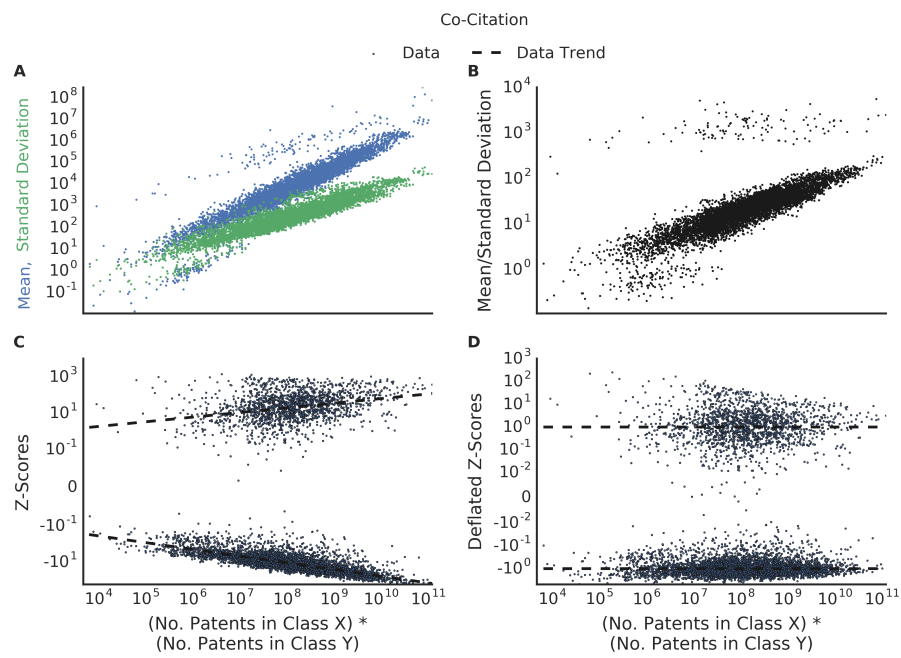 Co-Citation
Data
Data Trend
A
B
Mean, Standard Deviation
10^8
10^7
10^6
10^5
10^4
10^3
10^2
10^1
10^0
10^-1
Mean/Standard Deviation
10^4
10^3
10^2
10^1
10^0
C
D
Z-Scores
10^3
10^1
10^-1
0
-10^-1
-10^1
10^4 10^5 10^6 10^7 10^8 10^9 10^10 10^11
(No. Patents in Class X) *
(No. Patents in Class Y)
Deflated Z-Scores
10^3
10^2
10^1
10^0
10^-1
10^-2
0
-10^-2
-10^-1
-10^0
10^4 10^5 10^6 10^7 10^8 10^9 10^10 10^11
(No. Patents in Class X) *
(No. Patents in Class Y)